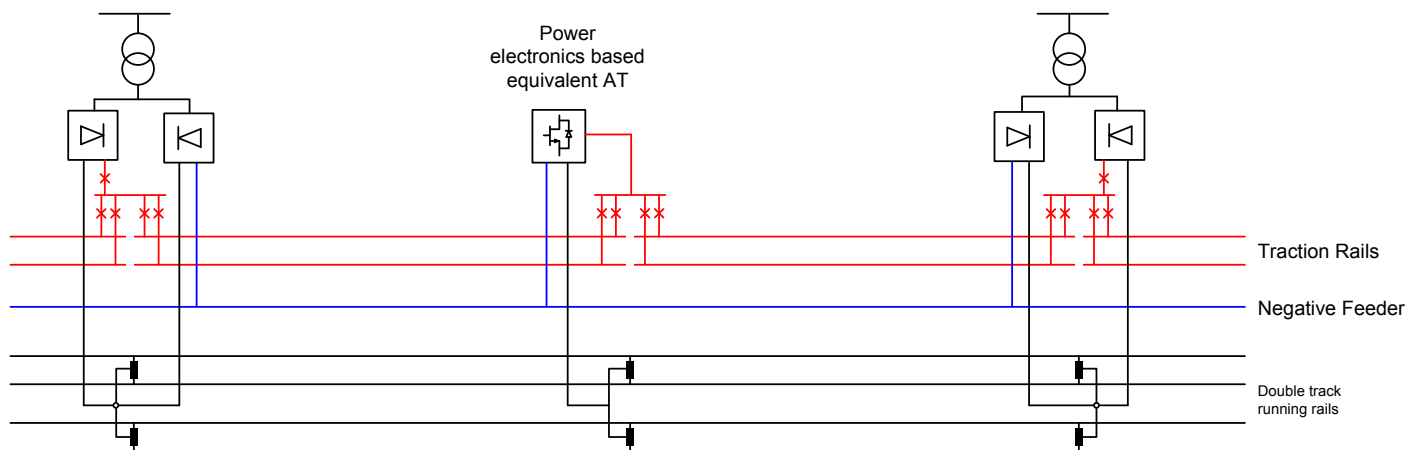 Power
electronics based
equivalent AT
Traction Rails
Negative Feeder
Double track
running rails